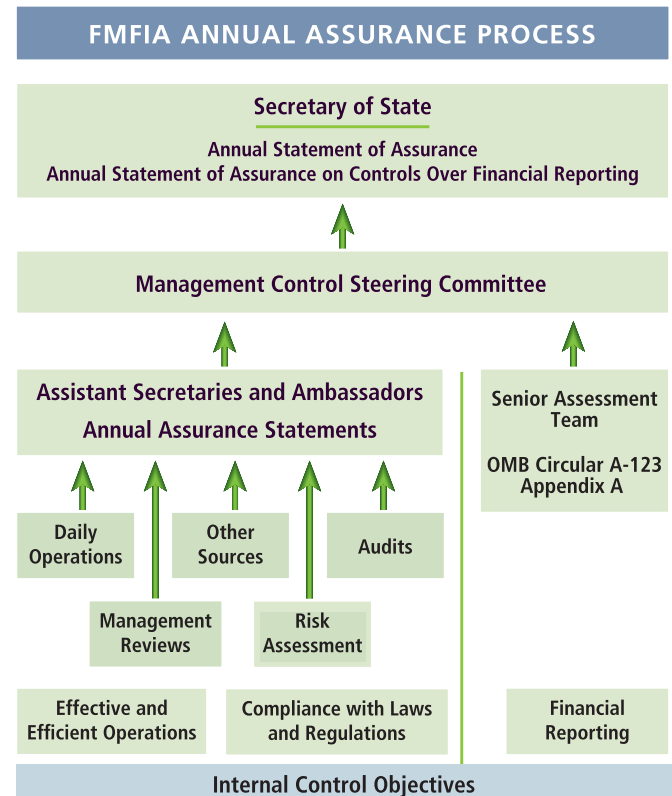 FMFIA ANNUAL ASSURANCE PROCESS
Secretary of State
Annual Statement of Assurance
Annual Statement of Assurance on Controls Over Financial Reporting
Management Control Steering Committee
Assistant Secretaries and Ambassadors
Annual Assurance Statements
Senior Assessment
Team
OMB Circular A-123
Appendix A
Daily
Operations
Other
Sources
Audits
Management
Reviews
Risk
Assessment
Effective and
Efficient Operations
Compliance with Laws
and Regulations
Financial
Reporting
Internal Control Objectives